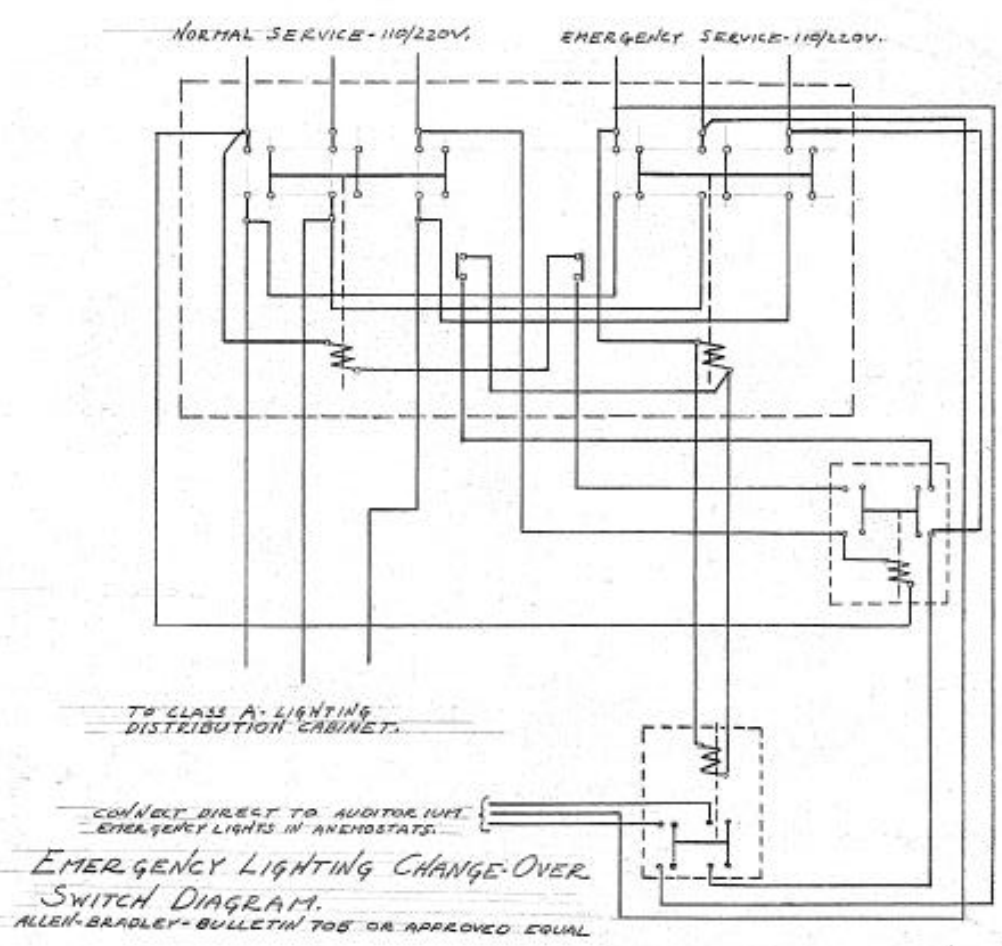 NORMAL SERVICE-110/220V.
EMERGENCY SERVICE-110/220V.
TO CLASS A. LIGHTING
DISTRIBUTION CABINET.
CONNECT DIRECT TO AUDITORIUM
EMERGENCY LIGHTS IN ANEMOSTATS.
EMERGENCY LIGHTING CHANGE-OVER
SWITCH DIAGRAM.
ALLEN-BRADLEY-BULLETIN 705 OR APPROVED EQUAL